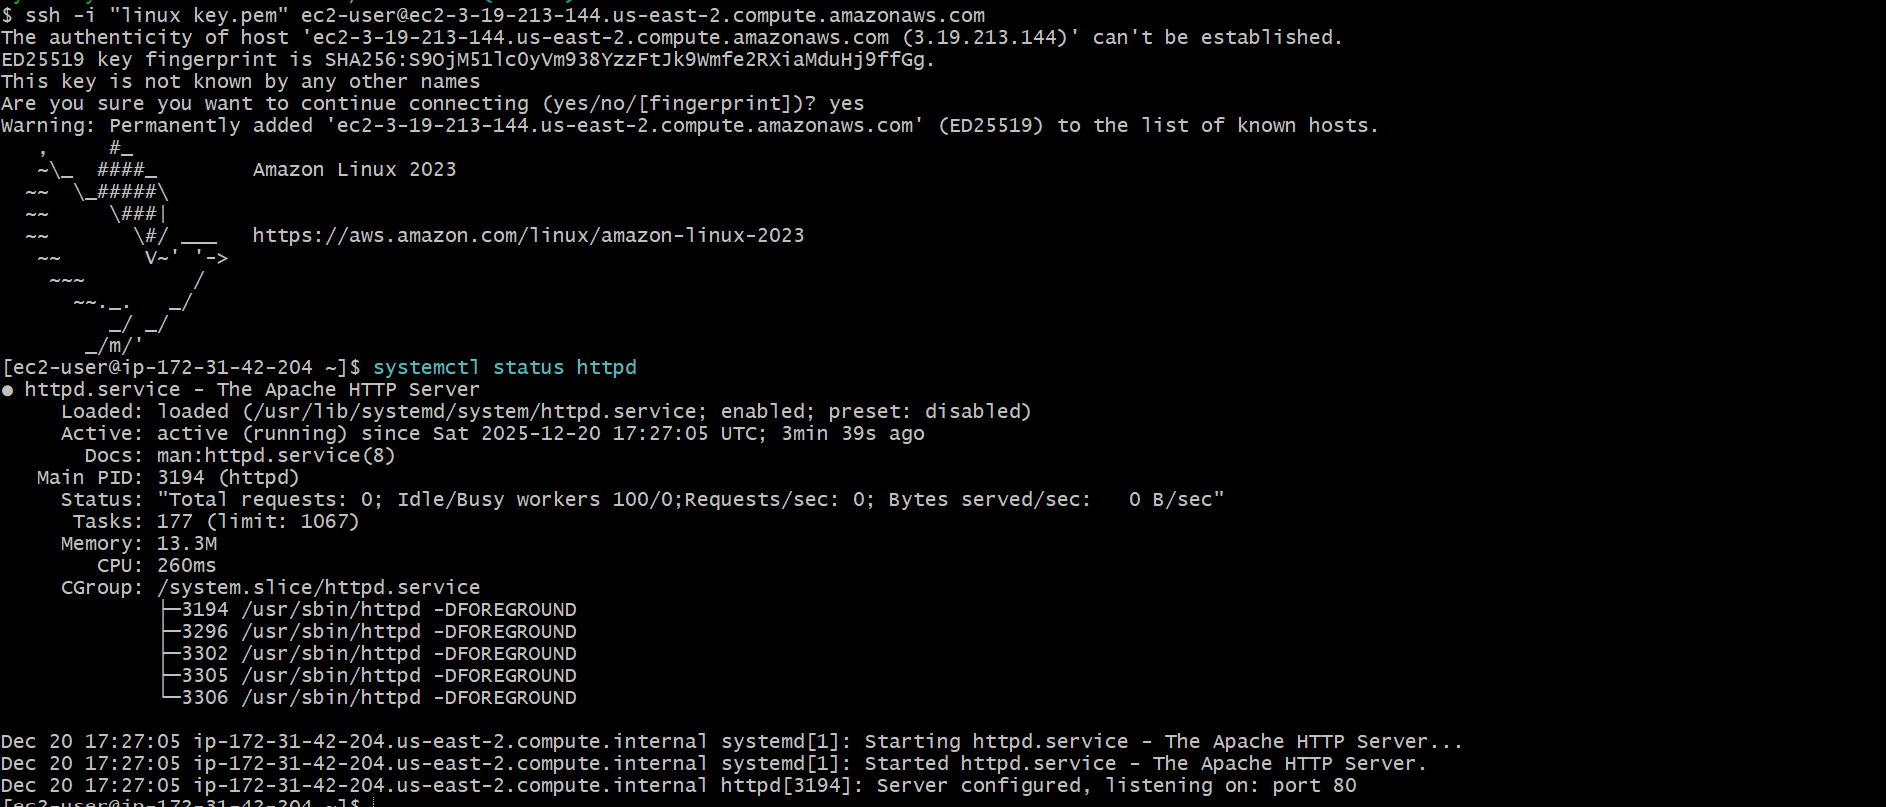 $ ssh -i "linux key.pem" ec2-user@ec2-3-19-213-144.us-east-2.compute.amazonaws.com
The authenticity of host 'ec2-3-19-213-144.us-east-2.compute.amazonaws.com (3.19.213.144)' can't be established.
ED25519 key fingerprint is SHA256:S9OjM51lcOyVm938YzzFtJk9Wmfe2RXiaMduHj9ffGg.
This key is not known by any other names
Are you sure you want to continue connecting (yes/no/[fingerprint])? yes
Warning: Permanently added 'ec2-3-19-213-144.us-east-2.compute.amazonaws.com' (ED25519) to the list of known hosts.
   ,     #_
   ~\_  ####_        Amazon Linux 2023
  ~~  \_#####\
  ~~     \###|
  ~~       \#/ ___   https://aws.amazon.com/linux/amazon-linux-2023
   ~~       V~' '->
    ~~~         /
      ~~._.   _/
         _/ _/
       _/m/'
[ec2-user@ip-172-31-42-204 ~]$ systemctl status httpd
● httpd.service - The Apache HTTP Server
     Loaded: loaded (/usr/lib/systemd/system/httpd.service; enabled; preset: disabled)
     Active: active (running) since Sat 2025-12-20 17:27:05 UTC; 3min 39s ago
       Docs: man:httpd.service(8)
   Main PID: 3194 (httpd)
     Status: "Total requests: 0; Idle/Busy workers 100/0;Requests/sec: 0; Bytes served/sec:   0 B/sec"
      Tasks: 177 (limit: 1067)
     Memory: 13.3M
        CPU: 260ms
     CGroup: /system.slice/httpd.service
             ├─3194 /usr/sbin/httpd -DFOREGROUND
             ├─3296 /usr/sbin/httpd -DFOREGROUND
             ├─3302 /usr/sbin/httpd -DFOREGROUND
             ├─3305 /usr/sbin/httpd -DFOREGROUND
             └─3306 /usr/sbin/httpd -DFOREGROUND

Dec 20 17:27:05 ip-172-31-42-204.us-east-2.compute.internal systemd[1]: Starting httpd.service - The Apache HTTP Server...
Dec 20 17:27:05 ip-172-31-42-204.us-east-2.compute.internal systemd[1]: Started httpd.service - The Apache HTTP Server.
Dec 20 17:27:05 ip-172-31-42-204.us-east-2.compute.internal httpd[3194]: Server configured, listening on: port 80
[ec2-user@ip-172-31-42-204 ~]$